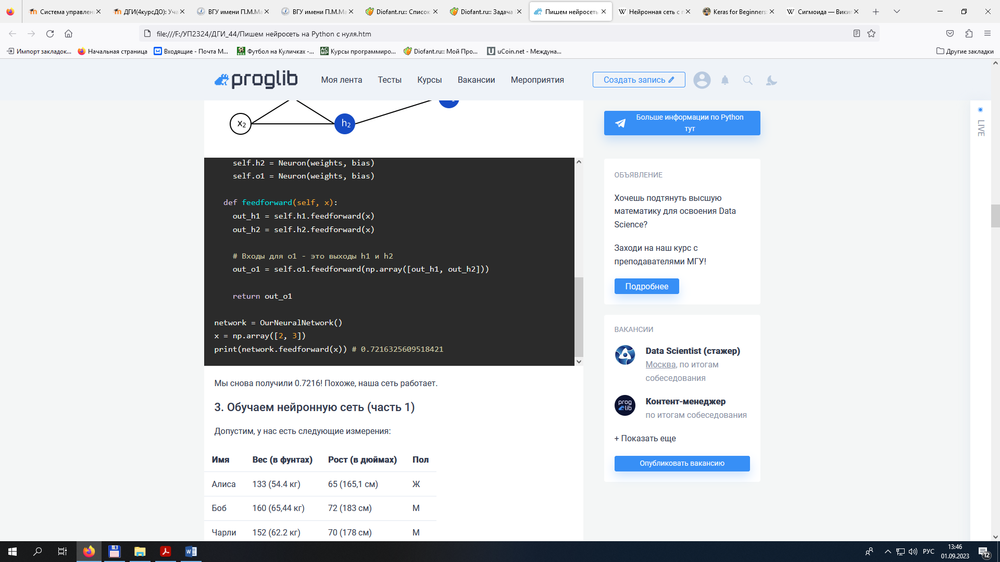 Система управлен
ДГИ(4курсДО): Уча
ВГУ имени П.М.Ма
ВГУ имени П.М.Ма
Diofant.ru:: Список
Diofant.ru:: Задача
Пишем нейросеть
Нейронная сеть с п
Keras for Beginners:
Сигмоида — Вики
file:///F:/УП2324/ДГИ_44/Пишем нейросеть на Python с нуля.htm
Импорт закладок...
Начальная страница
Входящие - Почта М...
Футбол на Куличках -...
Курсы программиро...
Diofant.ru:: Мой Про...
uCoin.net - Междуна...
Другие закладки
proglib
Моя лента
Тесты
Курсы
Вакансии
Мероприятия
Создать запись
x2
h2
self.h2 = Neuron(weights, bias)
self.o1 = Neuron(weights, bias)
def feedforward(self, x):
out_h1 = self.h1.feedforward(x)
out_h2 = self.h2.feedforward(x)
# Входы для o1 - это выходы h1 и h2
out_o1 = self.o1.feedforward(np.array([out_h1, out_h2]))
return out_o1
network = OurNeuralNetwork()
x = np.array([2, 3])
print(network.feedforward(x)) # 0.7216325609518421
Мы снова получили 0.7216! Похоже, наша сеть работает.
3. Обучаем нейронную сеть (часть 1)
Допустим, у нас есть следующие измерения:
Имя Вес (в фунтах) Рост (в дюймах) Пол
Алиса 133 (54.4 кг) 65 (165,1 см) Ж
Боб 160 (65,44 кг) 72 (183 см) М
Чарли 152 (62.2 кг) 70 (178 см) М
Больше информации по Python
тут
ОБЪЯВЛЕНИЕ
Хочешь подтянуть высшую
математику для освоения Data
Science?
Заходи на наш курс с
преподавателями МГУ!
Подробнее
ВАКАНСИИ
Data Scientist (стажер)
Москва, по итогам
собеседования
prog
lib
Контент-менеджер
по итогам собеседования
+ Показать еще
Опубликовать вакансию
LIVE
РУС
13:46
01.09.2023
12